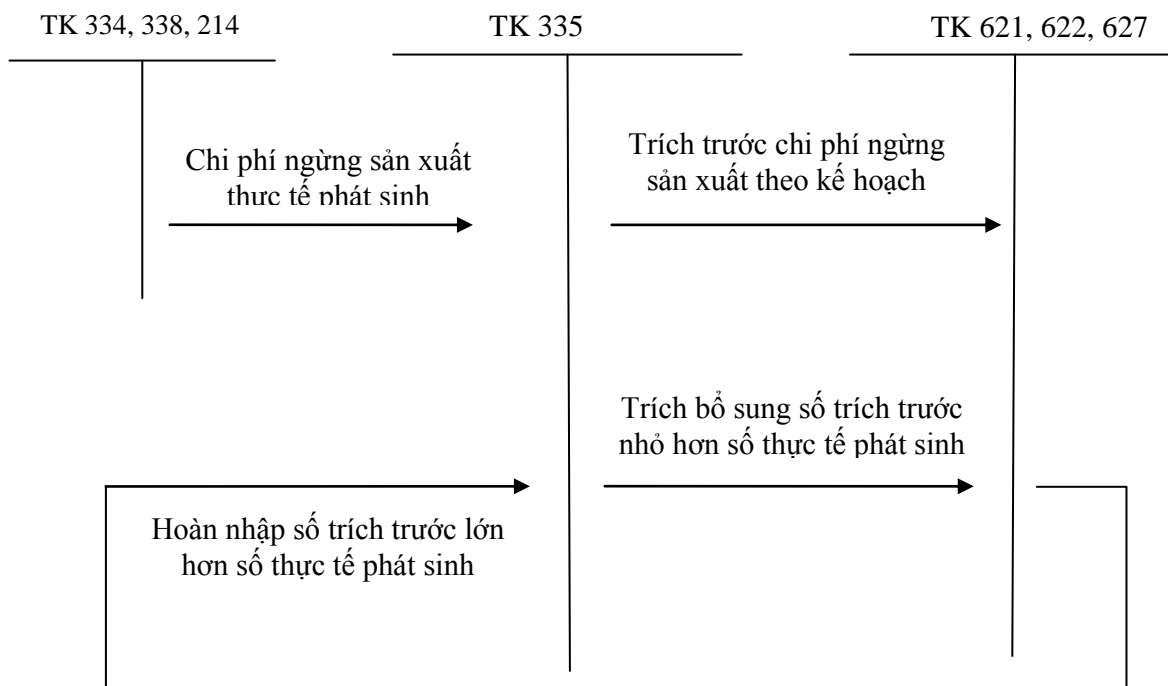 TK 334, 338, 214
TK 335
TK 621, 622, 627
Chi phí ngừng sản xuất
thực tế phát sinh
Trích trước chi phí ngừng
sản xuất theo kế hoạch
Trích bổ sung số trích trước
nhỏ hơn số thực tế phát sinh
Hoàn nhập số trích trước lớn
hơn số thực tế phát sinh